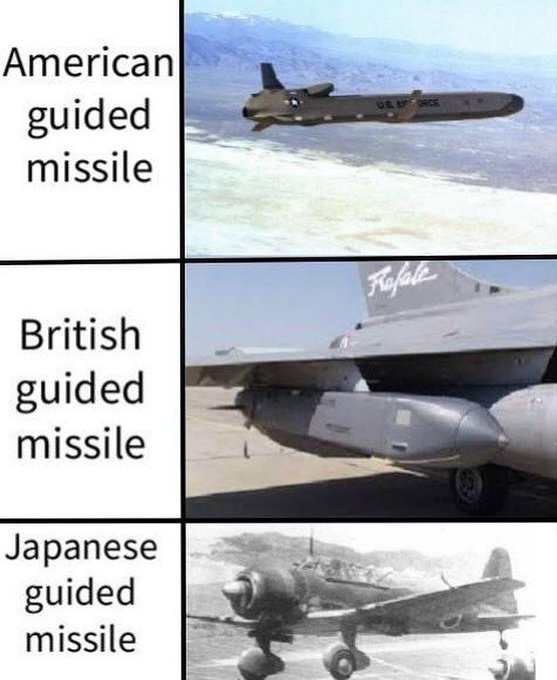 American
guided
missile
U.S. AIR FORCE
British
guided
missile
Rafale
Japanese
guided
missile